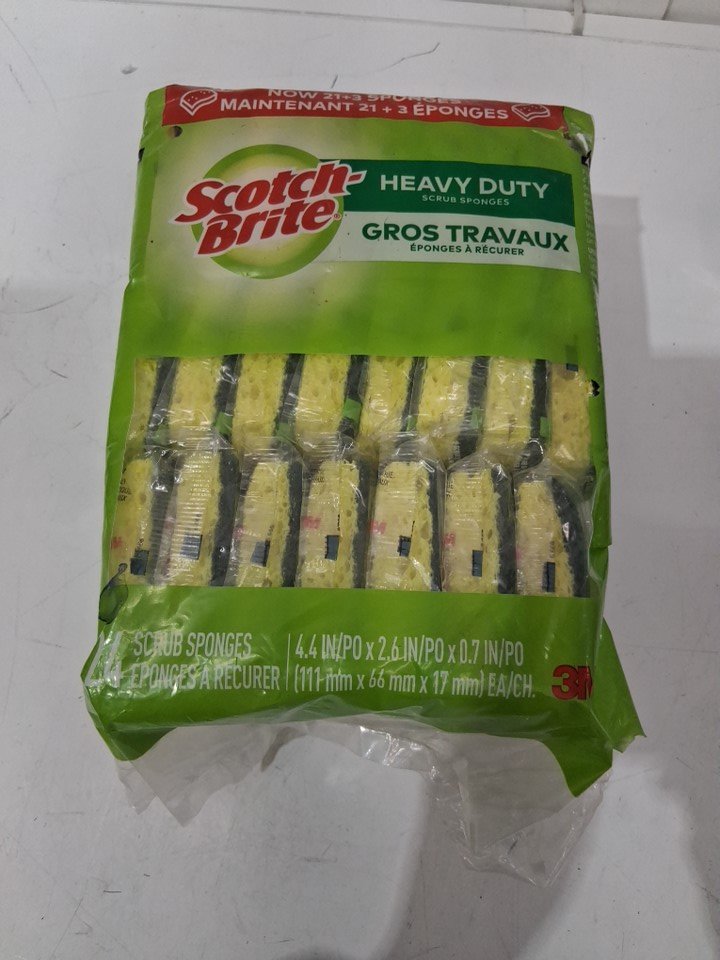 NOW 21+3 SPONGES
MAINTENANT 21 + 3 ÉPONGES
Scotch-
Brite
HEAVY DUTY
SCRUB SPONGES
GROS TRAVAUX
ÉPONGES À RÉCURER
24 SCRUB SPONGES
ÉPONGES À RÉCURER
4.4 IN/PO x 2.6 IN/PO x 0.7 IN/PO
(111 mm x 66 mm x 17 mm) EA/CH.
3M